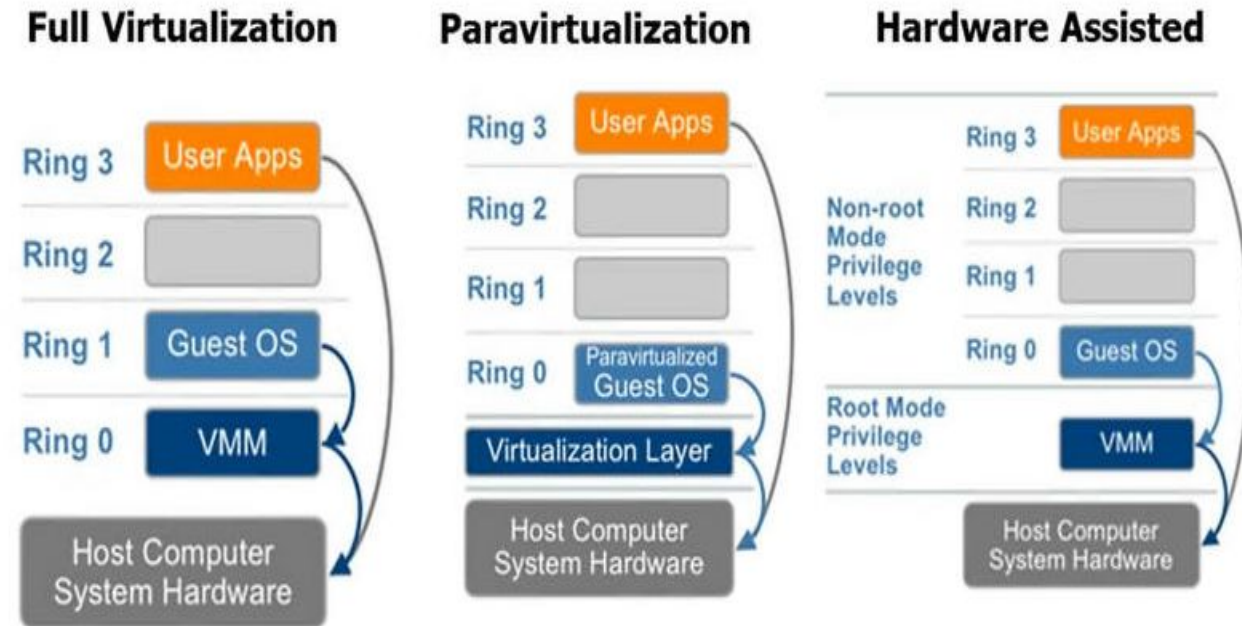 Full Virtualization
Ring 3
User Apps
Ring 2
Ring 1
Guest OS
Ring 0
VMM
Host Computer
System Hardware
Paravirtualization
Ring 3
User Apps
Ring 2
Ring 1
Ring 0
Paravirtualized
Guest OS
Virtualization Layer
Host Computer
System Hardware
Hardware Assisted
Non-root
Mode
Privilege
Levels
Ring 3
User Apps
Ring 2
Ring 1
Ring 0
Guest OS
Root Mode
Privilege
Levels
VMM
Host Computer
System Hardware